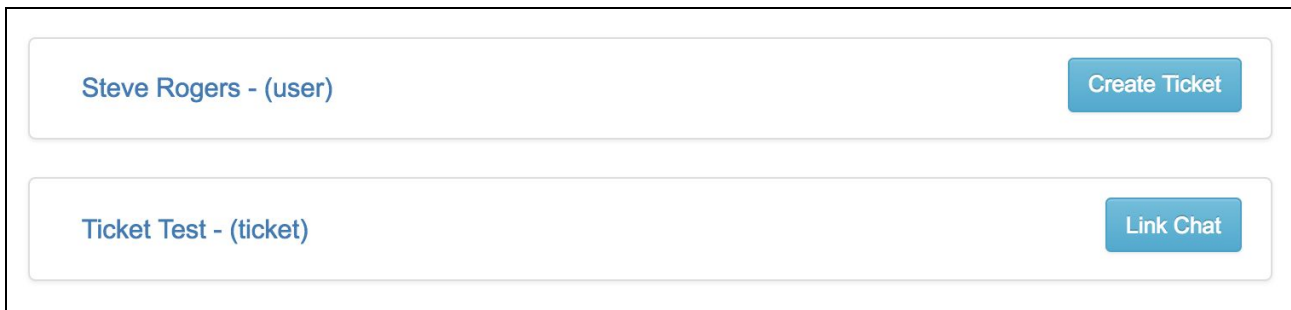 Steve Rogers - (user)
Create Ticket
Ticket Test - (ticket)
Link Chat